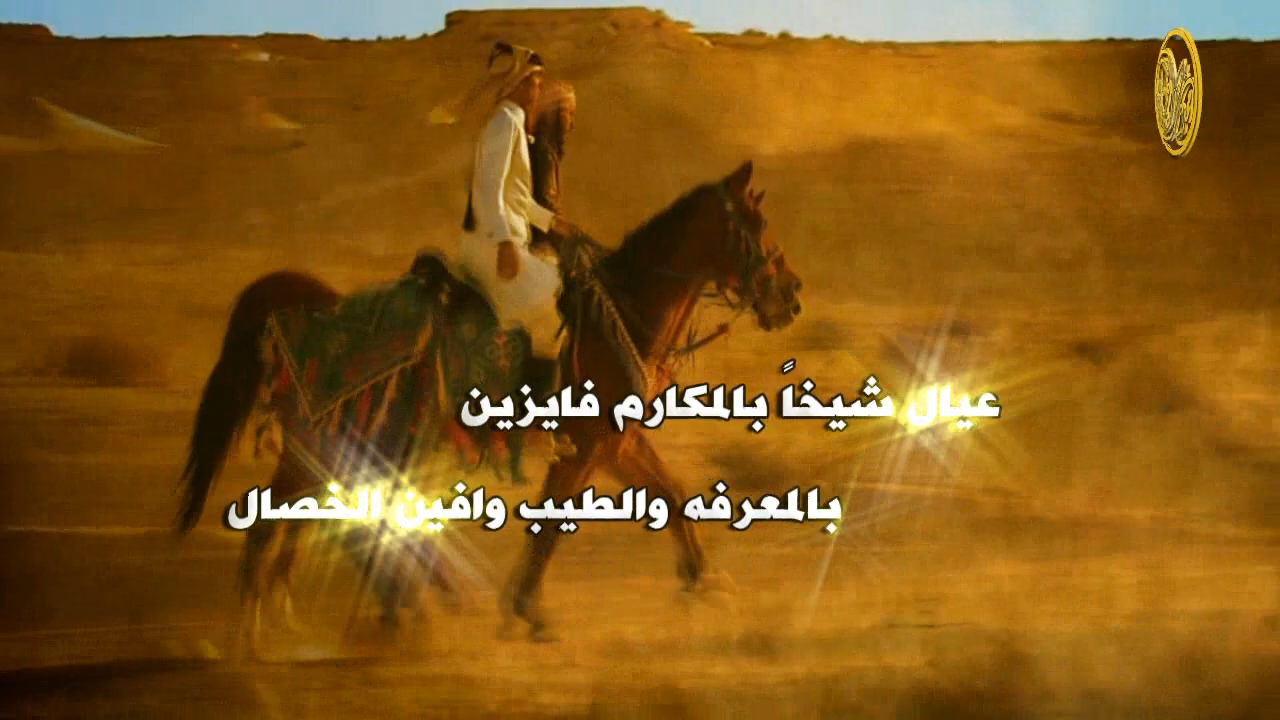 عيال شيخاً بالمكارم فايزين
بالمعرفه والطيب وافين الخصال